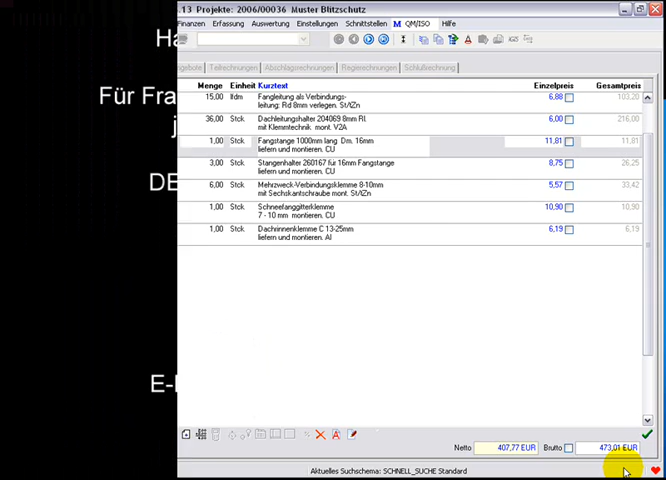 .13 Projekte: 2006/00036 Muster Blitzschutz
Finanzen Erfassung Auswertung Einstellungen Schnittstellen M QM/ISO Hilfe
Ha
Teilrechnungen Abschlagsrechnungen Regierechnungen Schlußrechnung
Menge Einheit Kurztext Einzelpreis Gesamtpreis
Für Fra
15,00 lfdm Fangleitung als Verbindungs- 6,88 103,20
leitung: Rd 8mm verlegen. St/tZn
36,00 Stck Dachleitungshalter 204069 8mm Rl. 6,00 216,00
mit Klemmtechnik mont. V2A
j
1,00 Stck Fangstange 1000mm lang Dm. 16mm 11,81 11,81
liefern und montieren. CU
3,00 Stck Stangenhalter 260167 für 16mm Fangstange 8,75 26,25
liefern und montieren. CU
DE
6,00 Stck Mehrzweck-Verbindungsklemme 8-10mm 5,57 33,42
mit Sechskantschraube mont. St/tZn
1,00 Stck Schneefanggitterklemme 10,90 10,90
7 - 10 mm montieren. CU
1,00 Stck Dachrinnenklemme C 13-25mm 6,19 6,19
liefern und montieren. Al
E-
Netto 407,77 EUR Brutto 473,01 EUR
Aktuelles Suchschema: SCHNELL_SUCHE Standard